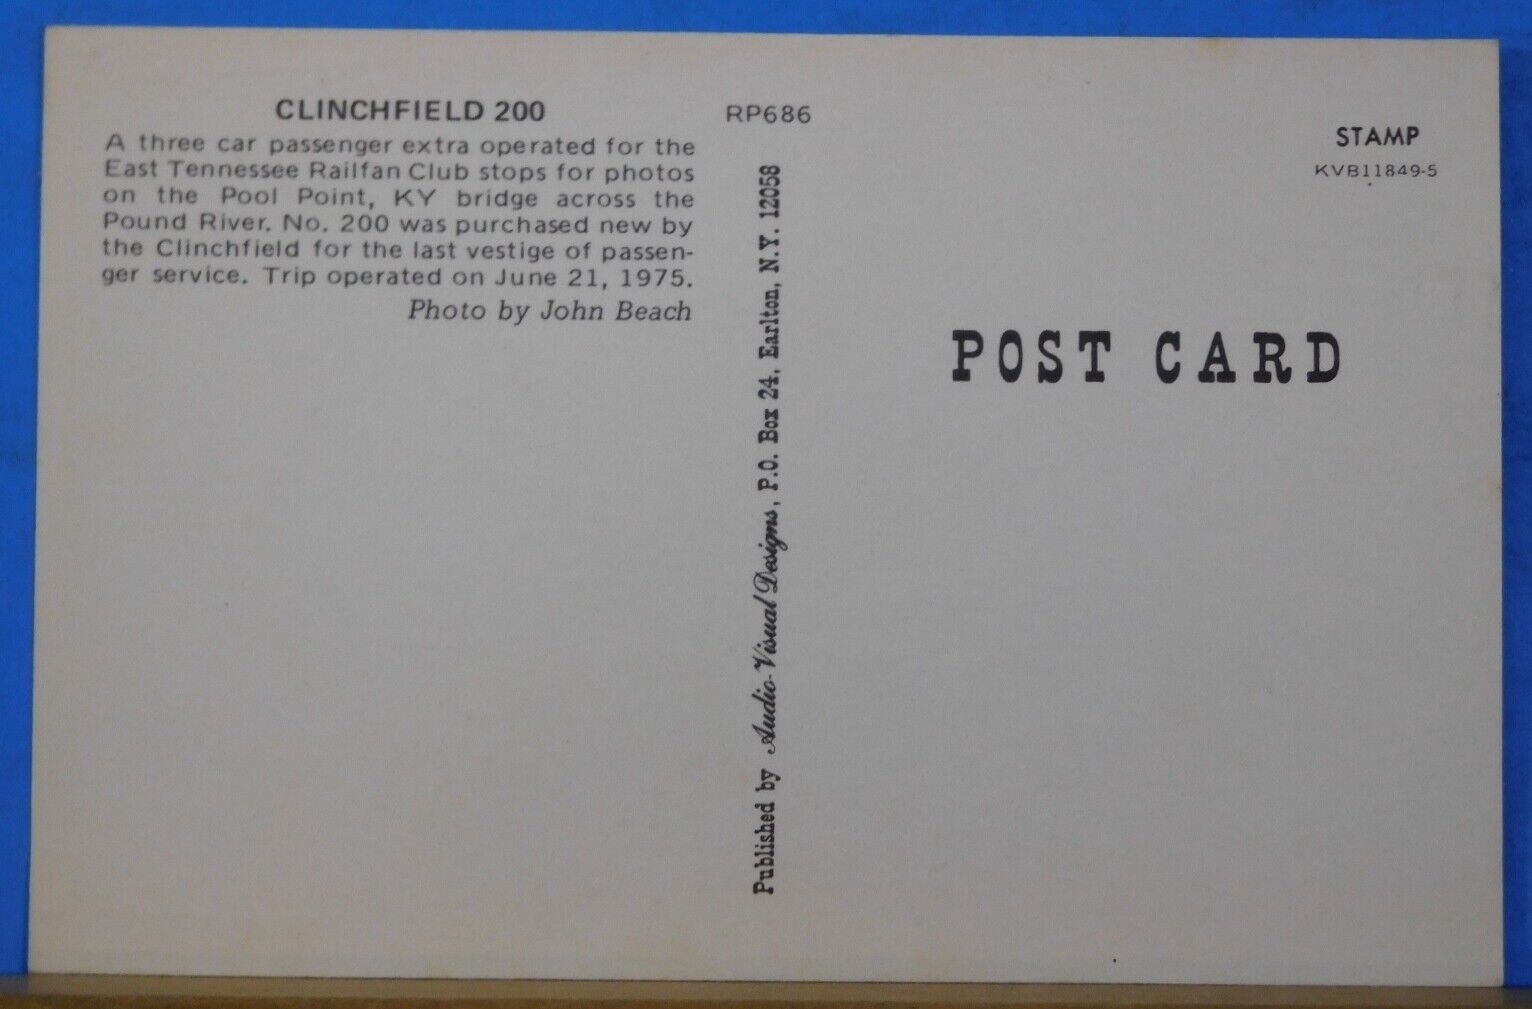 CLINCHFIELD 200
A three car passenger extra operated for the
East Tennessee Railfan Club stops for photos
on the Pool Point, KY bridge across the
Pound River. No. 200 was purchased new by
the Clinchfield for the last vestige of passen-
ger service. Trip operated on June 21, 1975.
Photo by John Beach
RP686
Published by Audio-Visual Designs, P.O. Box 24, Earlton, N.Y. 12058
STAMP
KVB11849-5
POST CARD